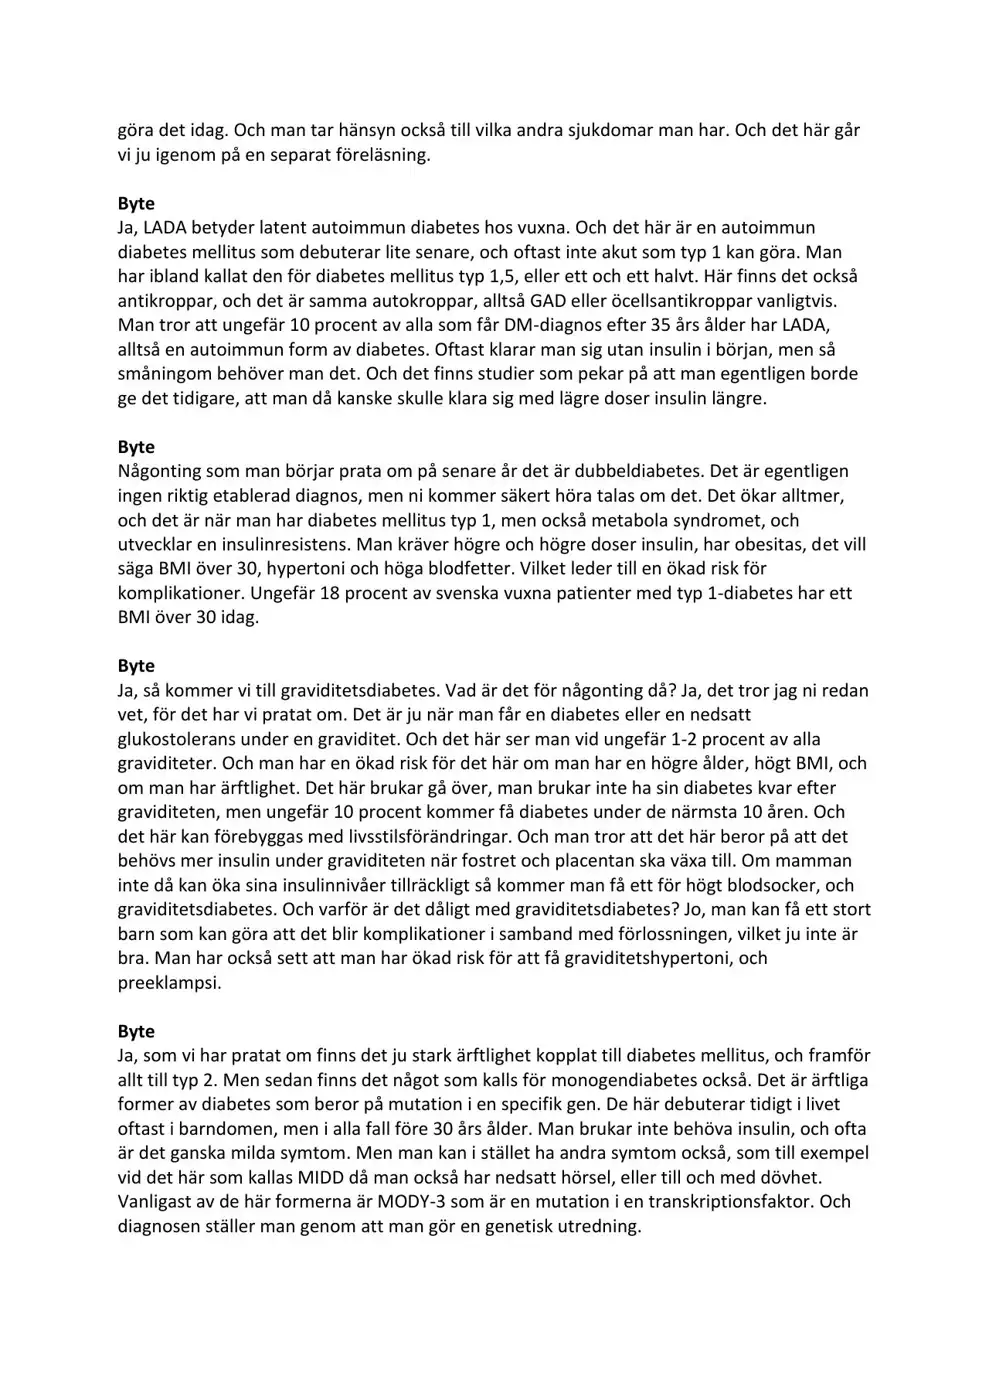 göra det idag. Och man tar hänsyn också till vilka andra sjukdomar man har. Och det här går
vi ju igenom på en separat föreläsning.
Byte
Ja, LADA betyder latent autoimmun diabetes hos vuxna. Och det här är en autoimmun
diabetes mellitus som debuterar lite senare, och oftast inte akut som typ 1 kan göra. Man
har ibland kallat den för diabetes mellitus typ 1,5, eller ett och ett halvt. Här finns det också
antikroppar, och det är samma autokroppar, alltså GAD eller öcellsantikroppar vanligtvis.
Man tror att ungefär 10 procent av alla som får DM-diagnos efter 35 års ålder har LADA,
alltså en autoimmun form av diabetes. Oftast klarar man sig utan insulin i början, men så
småningom behöver man det. Och det finns studier som pekar på att man egentligen borde
ge det tidigare, att man då kanske skulle klara sig med lägre doser insulin längre.
Byte
Någonting som man börjar prata om på senare år det är dubbeldiabetes. Det är egentligen
ingen riktig etablerad diagnos, men ni kommer säkert höra talas om det. Det ökar alltmer,
och det är när man har diabetes mellitus typ 1, men också metabola syndromet, och
utvecklar en insulinresistens. Man kräver högre och högre doser insulin, har obesitas, det vill
säga BMI över 30, hypertoni och höga blodfetter. Vilket leder till en ökad risk för
komplikationer. Ungefär 18 procent av svenska vuxna patienter med typ 1-diabetes har ett
BMI över 30 idag.
Byte
Ja, så kommer vi till graviditetsdiabetes. Vad är det för någonting då? Ja, det tror jag ni redan
vet, för det har vi pratat om. Det är ju när man får en diabetes eller en nedsatt
glukostolerans under en graviditet. Och det här ser man vid ungefär 1-2 procent av alla
graviditeter. Och man har en ökad risk för det här om man har en högre ålder, högt BMI, och
om man har ärftlighet. Det här brukar gå över, man brukar inte ha sin diabetes kvar efter
graviditeten, men ungefär 10 procent kommer få diabetes under de närmsta 10 åren. Och
det här kan förebyggas med livsstilsförändringar. Och man tror att det här beror på att det
behövs mer insulin under graviditeten när fostret och placentan ska växa till. Om mamman
inte då kan öka sina insulinnivåer tillräckligt så kommer man få ett för högt blodsocker, och
graviditetsdiabetes. Och varför är det dåligt med graviditetsdiabetes? Jo, man kan få ett stort
barn som kan göra att det blir komplikationer i samband med förlossningen, vilket ju inte är
bra. Man har också sett att man har ökad risk för att få graviditetshypertoni, och
preeklampsi.
Byte
Ja, som vi har pratat om finns det ju stark ärftlighet kopplat till diabetes mellitus, och framför
allt till typ 2. Men sedan finns det något som kalls för monogendiabetes också. Det är ärftliga
former av diabetes som beror på mutation i en specifik gen. De här debuterar tidigt i livet
oftast i barndomen, men i alla fall före 30 års ålder. Man brukar inte behöva insulin, och ofta
är det ganska milda symtom. Men man kan i stället ha andra symtom också, som till exempel
vid det här som kallas MIDD då man också har nedsatt hörsel, eller till och med dövhet.
Vanligast av de här formerna är MODY-3 som är en mutation i en transkriptionsfaktor. Och
diagnosen ställer man genom att man gör en genetisk utredning.